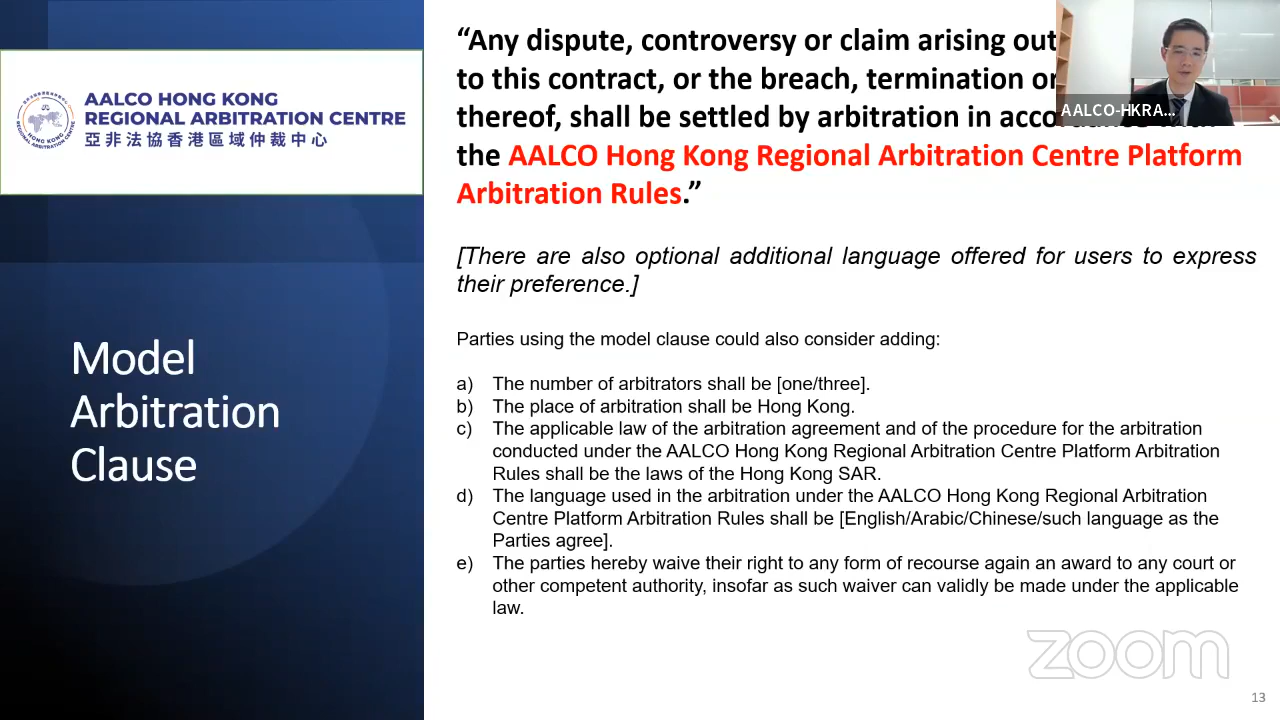 AALCO HONG KONG
REGIONAL ARBITRATION CENTRE
亞非法協香港區域仲裁中心
Model
Arbitration
Clause
“Any dispute, controversy or claim arising out
to this contract, or the breach, termination or
thereof, shall be settled by arbitration in
the AALCO Hong Kong Regional Arbitration Centre Platform
Arbitration Rules.”
[There are also optional additional language offered for users to express
their preference.]
Parties using the model clause could also consider adding:
a) The number of arbitrators shall be [one/three].
b) The place of arbitration shall be Hong Kong.
c) The applicable law of the arbitration agreement and of the procedure for the arbitration
conducted under the AALCO Hong Kong Regional Arbitration Centre Platform Arbitration
Rules shall be the laws of the Hong Kong SAR.
d) The language used in the arbitration under the AALCO Hong Kong Regional Arbitration
Centre Platform Arbitration Rules shall be [English/Arabic/Chinese/such language as the
Parties agree].
e) The parties hereby waive their right to any form of recourse again an award to any court or
other competent authority, insofar as such waiver can validly be made under the applicable
law.
AALCO-HKRA...
zoom
13